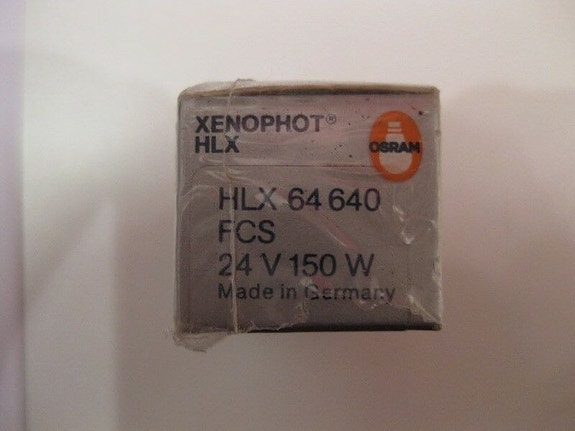 XENOPHOT®
HLX
OSRAM
HLX 64 640
FCS
24 V 150 W
Made in Germany